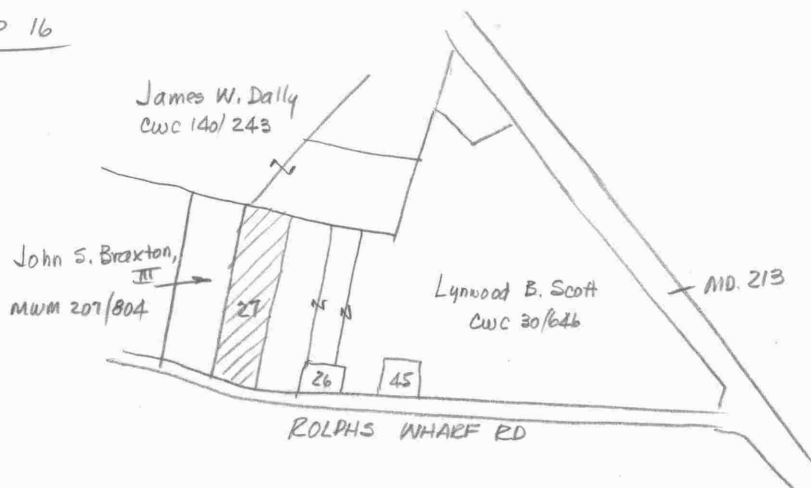 16
James W. Dally
CWC 140/243
John S. Braxton,
III
MWM 207/804
27
Lynwood B. Scott
CWC 30/646
MD. 213
26
45
ROLPHS WHARF RD